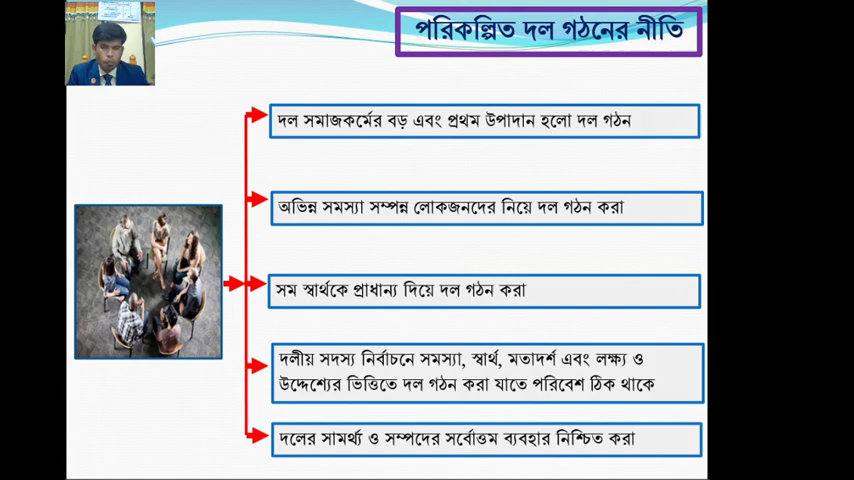 পরিকল্পিত দল গঠনের নীতি
দল সমাজকর্মের বড় এবং প্রথম উপাদান হলো দল গঠন
অভিন্ন সমস্যা সম্পন্ন লোকজনদের নিয়ে দল গঠন করা
সম স্বার্থকে প্রাধান্য দিয়ে দল গঠন করা
দলীয় সদস্য নির্বাচনে সমস্যা, স্বার্থ, মতাদর্শ এবং লক্ষ্য ও
উদ্দেশ্যের ভিত্তিতে দল গঠন করা যাতে পরিবেশ ঠিক থাকে
দলের সামর্থ্য ও সম্পদের সর্বোত্তম ব্যবহার নিশ্চিত করা